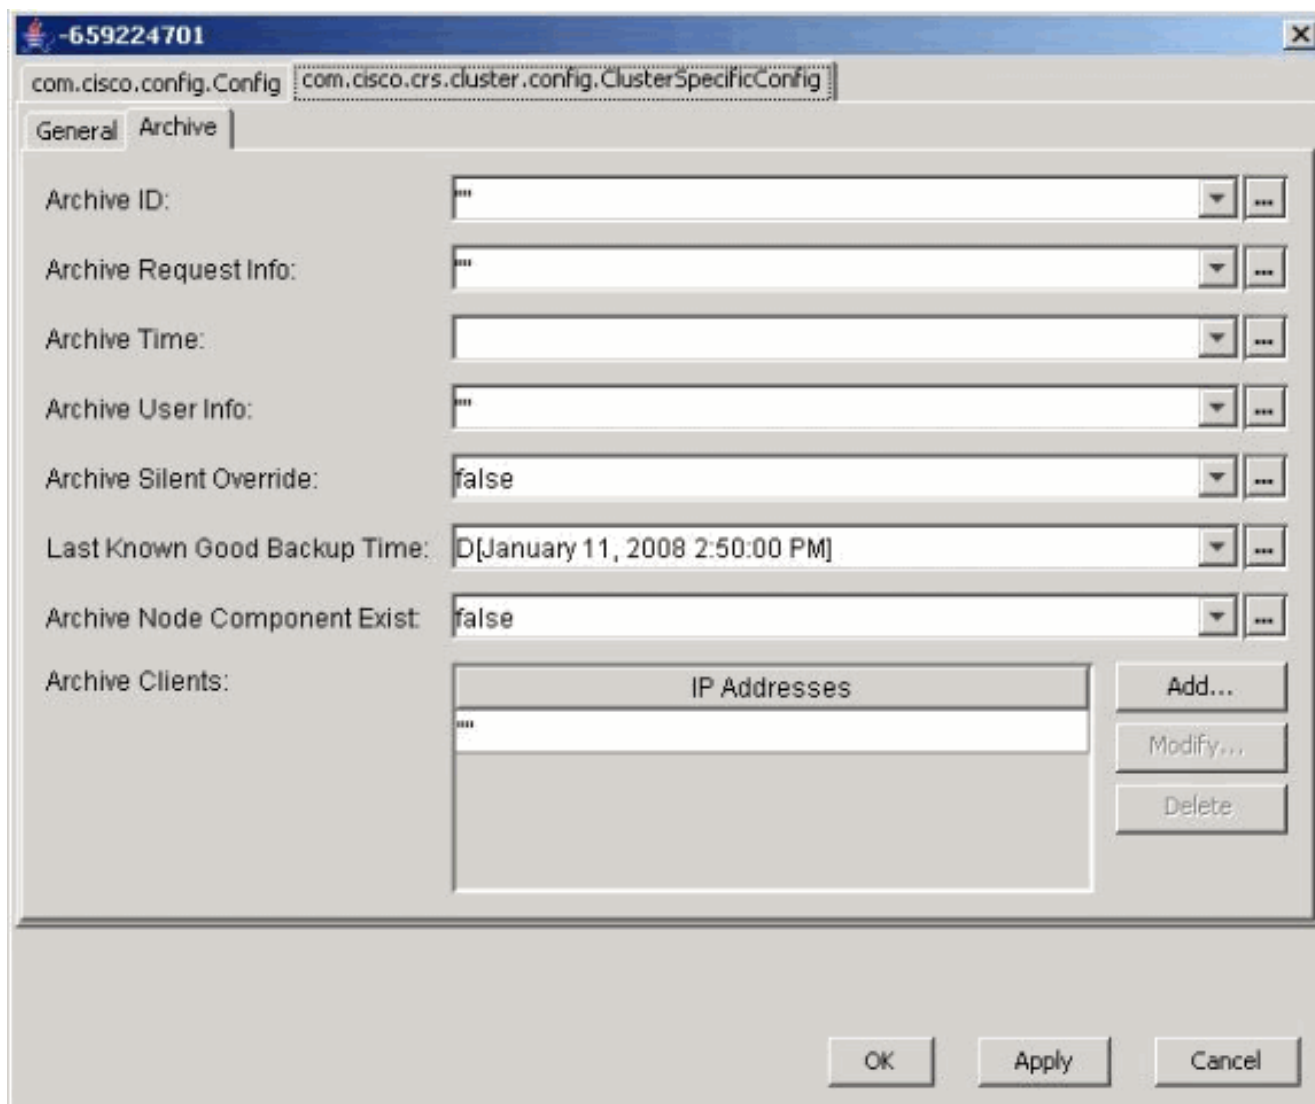 -659224701
com.cisco.config.Config com.cisco.crs.cluster.config.ClusterSpecificConfig
General Archive
Archive ID: "" ...
Archive Request Info: "" ...
Archive Time: ...
Archive User Info: "" ...
Archive Silent Override: false ...
Last Known Good Backup Time: D[January 11, 2008 2:50:00 PM] ...
Archive Node Component Exist: false ...
Archive Clients: IP Addresses Add...
""
Modify...
Delete
OK Apply Cancel